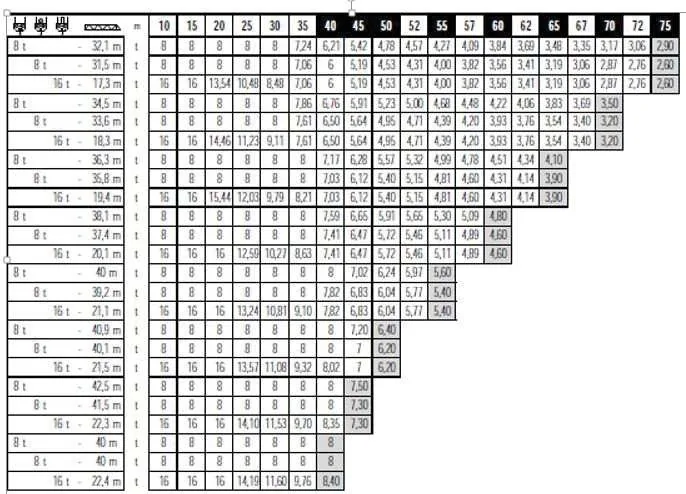 m 10 15 20 25 30 35 40 45 50 52 55 57 60 62 65 67 70 72 75
8 t - 32,1 m t 8 8 8 8 8 7,24 6,21 5,42 4,78 4,57 4,27 4,09 3,84 3,69 3,48 3,35 3,17 3,06 2,90
8 t - 31,5 m t 8 8 8 8 8 7,06 6 5,19 4,53 4,31 4,00 3,82 3,56 3,41 3,19 3,06 2,87 2,76 2,60
16 t - 17,3 m t 16 16 13,54 10,48 8,48 7,06 6 5,19 4,53 4,31 4,00 3,82 3,56 3,41 3,19 3,06 2,87 2,72 2,60
8 t - 34,5 m t 8 8 8 8 8 7,86 6,76 5,91 5,23 5,00 4,68 4,48 4,22 4,06 3,83 3,69 3,50
8 t - 33,6 m t 8 8 8 8 8 7,61 6,50 5,64 4,95 4,71 4,39 4,20 3,93 3,76 3,54 3,40 3,20
16 t - 18,3 m t 16 16 14,46 11,23 9,11 7,61 6,50 5,64 4,95 4,71 4,39 4,20 3,93 3,76 3,54 3,40 3,20
8 t - 36,3 m t 8 8 8 8 8 8 7,17 6,28 5,57 5,32 4,99 4,78 4,51 4,34 4,10
8 t - 35,8 m t 8 8 8 8 8 8 7,03 6,12 5,40 5,15 4,81 4,60 4,31 4,14 3,90
16 t - 19,4 m t 16 16 15,44 12,03 9,79 8,21 7,03 6,12 5,40 5,15 4,81 4,60 4,31 4,14 3,90
8 t - 38,1 m t 8 8 8 8 8 8 7,59 6,65 5,91 5,65 5,30 5,09 4,80
8 t - 37,4 m t 8 8 8 8 8 8 7,41 6,47 5,72 5,46 5,11 4,89 4,60
16 t - 20,1 m t 16 16 16 12,59 10,27 8,63 7,41 6,47 5,72 5,46 5,11 4,89 4,60
8 t - 40 m t 8 8 8 8 8 8 8 7,02 6,24 5,97 5,60
8 t - 39,2 m t 8 8 8 8 8 8 7,82 6,83 6,04 5,77 5,40
16 t - 21,1 m t 16 16 16 13,24 10,81 9,10 7,82 6,83 6,04 5,77 5,40
8 t - 40,9 m t 8 8 8 8 8 8 8 7,20 6,40
8 t - 40,1 m t 8 8 8 8 8 8 8 7 6,20
16 t - 21,5 m t 16 16 16 13,57 11,08 9,32 8,02 7 6,20
8 t - 42,5 m t 8 8 8 8 8 8 8 7,50
8 t - 41,5 m t 8 8 8 8 8 8 8 7,30
16 t - 22,3 m t 16 16 16 14,10 11,53 9,70 8,35 7,30
8 t - 40 m t 8 8 8 8 8 8 8
8 t - 40 m t 8 8 8 8 8 8 8
16 t - 22,4 m t 16 16 16 14,19 11,60 9,76 8,40